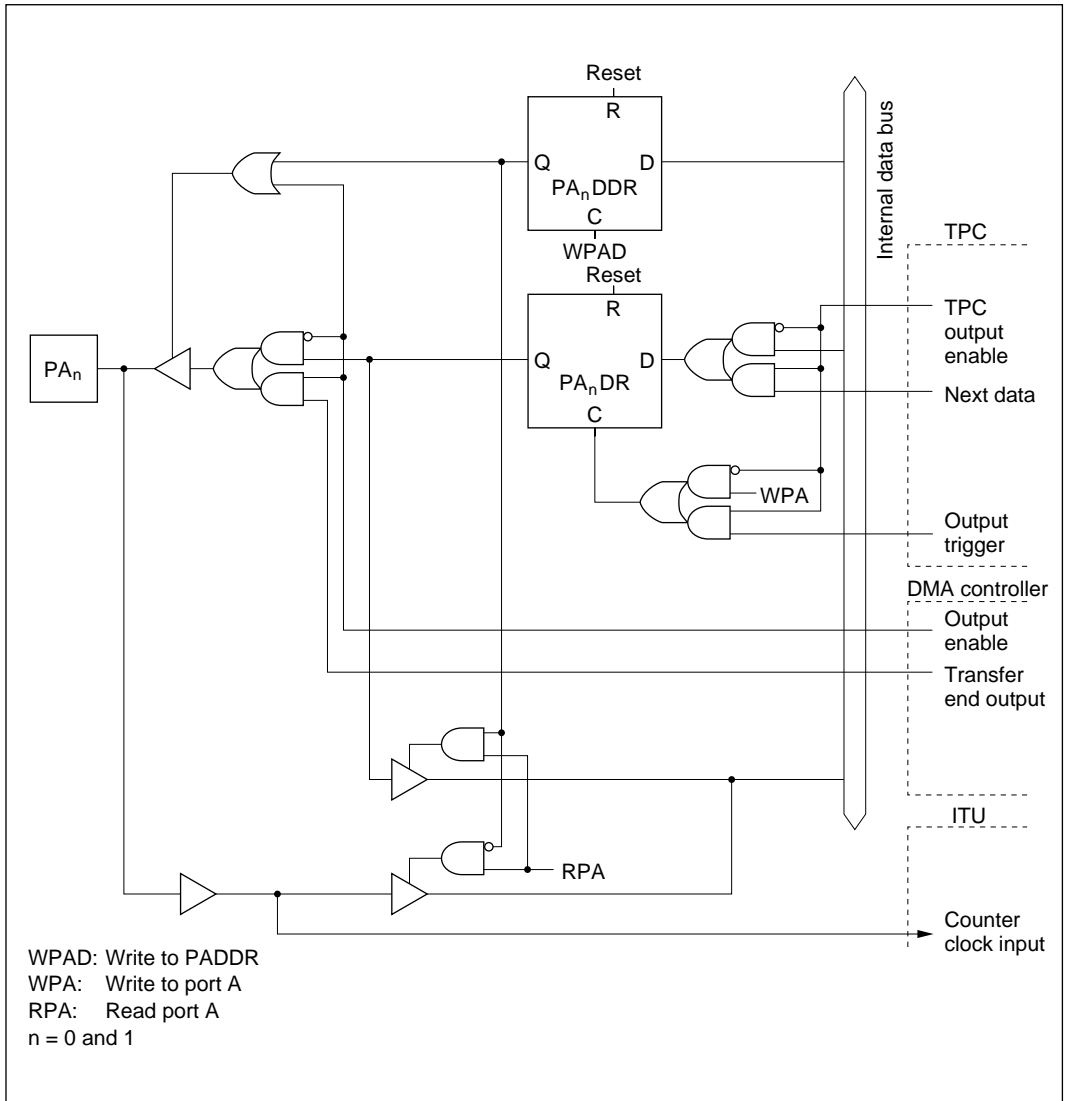 Reset
R
Q
D
PAnDDR
C
WPAD
Internal data bus
TPC
Reset
R
TPC
output
enable
PAn
Q
D
PAnDR
C
Next data
WPA
Output
trigger
DMA controller
Output
enable
Transfer
end output
ITU
RPA
Counter
clock input
WPAD: Write to PADDR
WPA: Write to port A
RPA: Read port A
n = 0 and 1